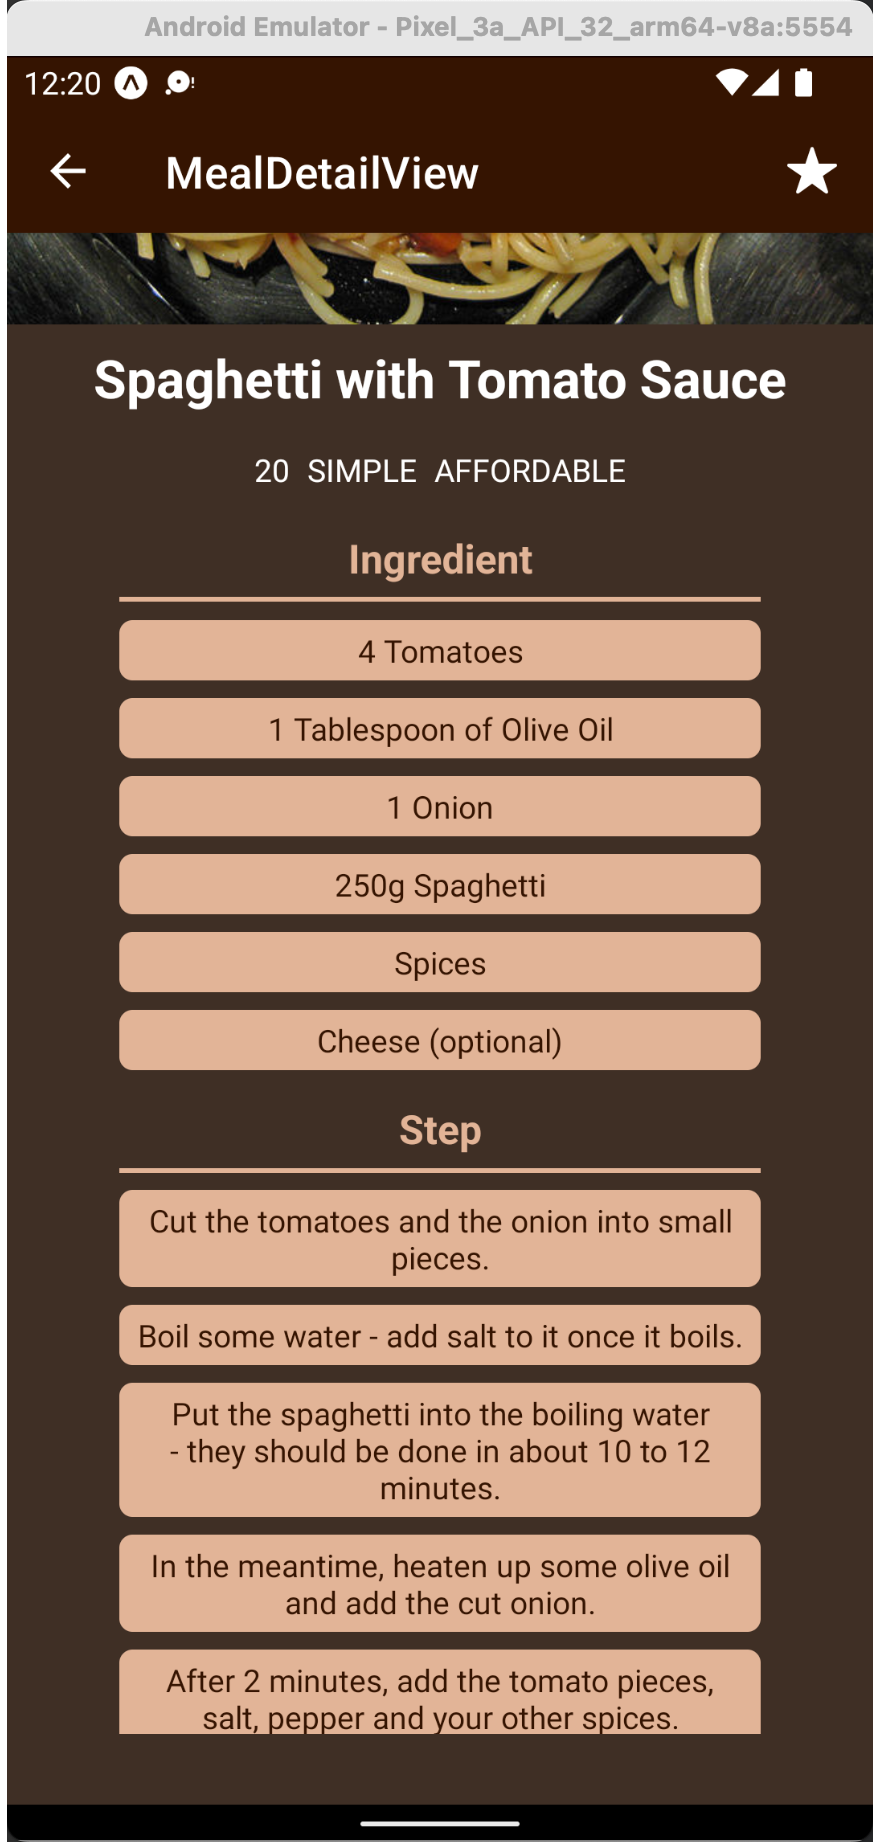 Android Emulator - Pixel_3a_API_32_arm64-v8a:5554
12:20
MealDetailView
Spaghetti with Tomato Sauce
20 SIMPLE AFFORDABLE
Ingredient
4 Tomatoes
1 Tablespoon of Olive Oil
1 Onion
250g Spaghetti
Spices
Cheese (optional)
Step
Cut the tomatoes and the onion into small
pieces.
Boil some water - add salt to it once it boils.
Put the spaghetti into the boiling water
- they should be done in about 10 to 12
minutes.
In the meantime, heaten up some olive oil
and add the cut onion.
After 2 minutes, add the tomato pieces,
salt, pepper and your other spices.